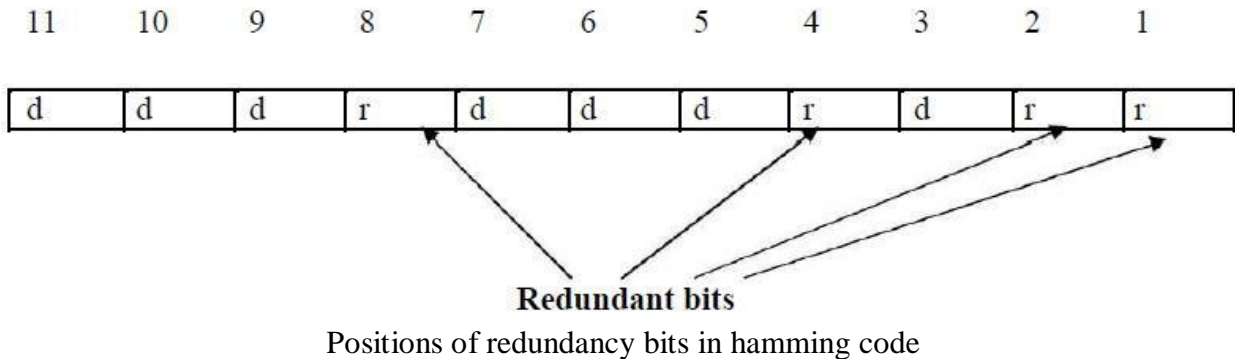 11 10 9 8 7 6 5 4 3 2 1
d d d r d d d r d r r
Redundant bits
Positions of redundancy bits in hamming code